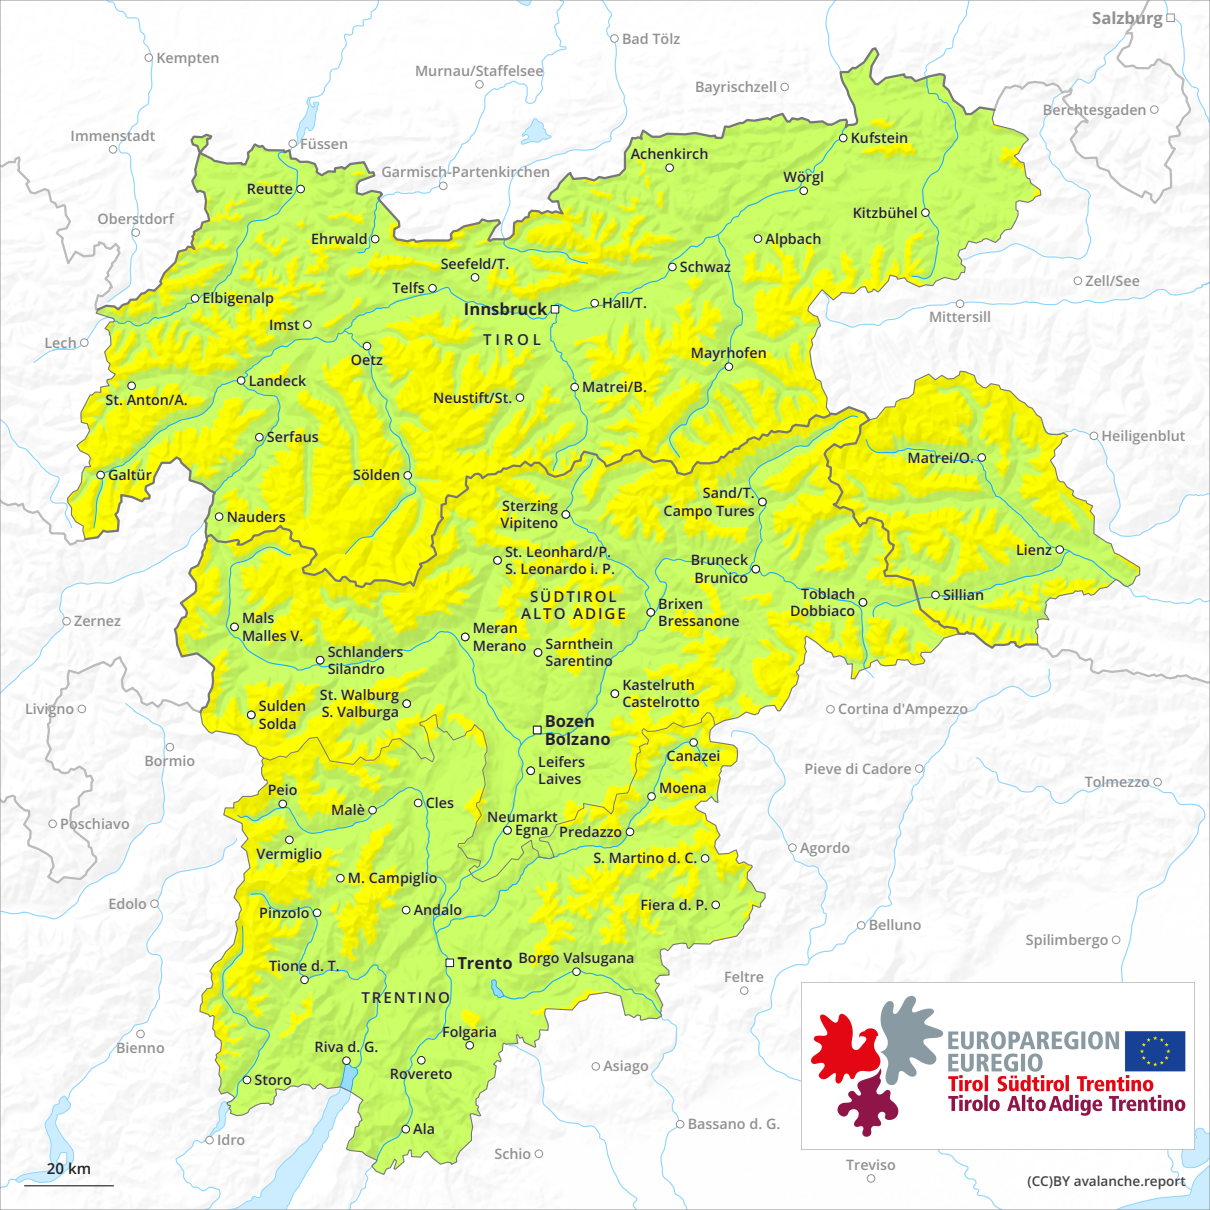 Salzburg
Bad Tölz
Kempten
Murnau/Staffelsee
Bayrischzell
Berchtesgaden
Immenstadt
Füssen
Kufstein
Achenkirch
Garmisch-Partenkirchen
Wörgl
Reutte
Oberstdorf
Kitzbühel
Ehrwald
Alpbach
Seefeld/T.
Schwaz
Zell/See
Telfs
Elbigenalp
Hall/T.
Innsbruck
Mittersill
Imst
TIROL
Lech
Oetz
Mayrhofen
Landeck
Matrei/B.
St. Anton/A.
Neustift/St.
Serfaus
Heiligenblut
Matrei/O.
Galtür
Sölden
Sand/T.
Campo Tures
Sterzing
Vipiteno
Nauders
Lienz
St. Leonhard/P.
S. Leonardo i. P.
Bruneck
Brunico
SÜDTIROL
ALTO ADIGE
Toblach
Dobbiaco
Sillian
Brixen
Bressanone
Zernez
Mals
Malles V.
Meran
Merano
Sarnthein
Sarentino
Schlanders
Silandro
Kastelruth
Castelrotto
St. Walburg
S. Valburga
Livigno
Sulden
Solda
Cortina d'Ampezzo
Bozen
Bolzano
Bormio
Canazei
Leifers
Laives
Pieve di Cadore
Tolmezzo
Peio
Moena
Malè
Cles
Neumarkt
Egna
Poschiavo
Predazzo
Vermiglio
Agordo
S. Martino d. C.
M. Campiglio
Edolo
Pinzolo
Andalo
Fiera d. P.
Belluno
Spilimbergo
Borgo Valsugana
Trento
Tione d. T.
Feltre
TRENTINO
Folgaria
Bienno
Riva d. G.
EUROPAREGION
EUREGIO
Tirol Südtirol Trentino
Tirolo Alto Adige Trentino
Asiago
Rovereto
Storo
Bassano d. G.
Ala
Idro
Schio
Treviso
20 km
(CC)BY avalanche.report